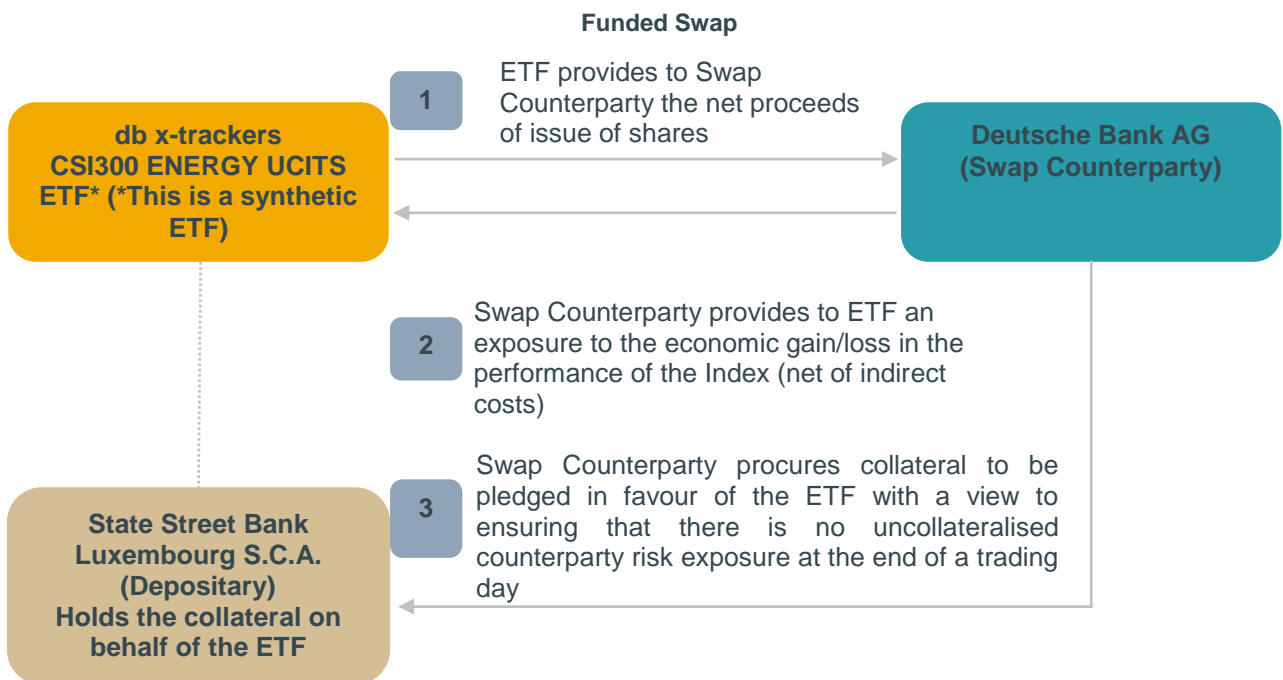 Funded Swap
1
ETF provides to Swap
Counterparty the net proceeds
of issue of shares
db x-trackers
CSI300 ENERGY UCITS
ETF* (*This is a synthetic
ETF)
Deutsche Bank AG
(Swap Counterparty)
2
Swap Counterparty provides to ETF an
exposure to the economic gain/loss in the
performance of the Index (net of indirect
costs)
3
Swap Counterparty procures collateral to be
pledged in favour of the ETF with a view to
ensuring that there is no uncollateralised
counterparty risk exposure at the end of a trading
day
State Street Bank
Luxembourg S.C.A.
(Depositary)
Holds the collateral on
behalf of the ETF